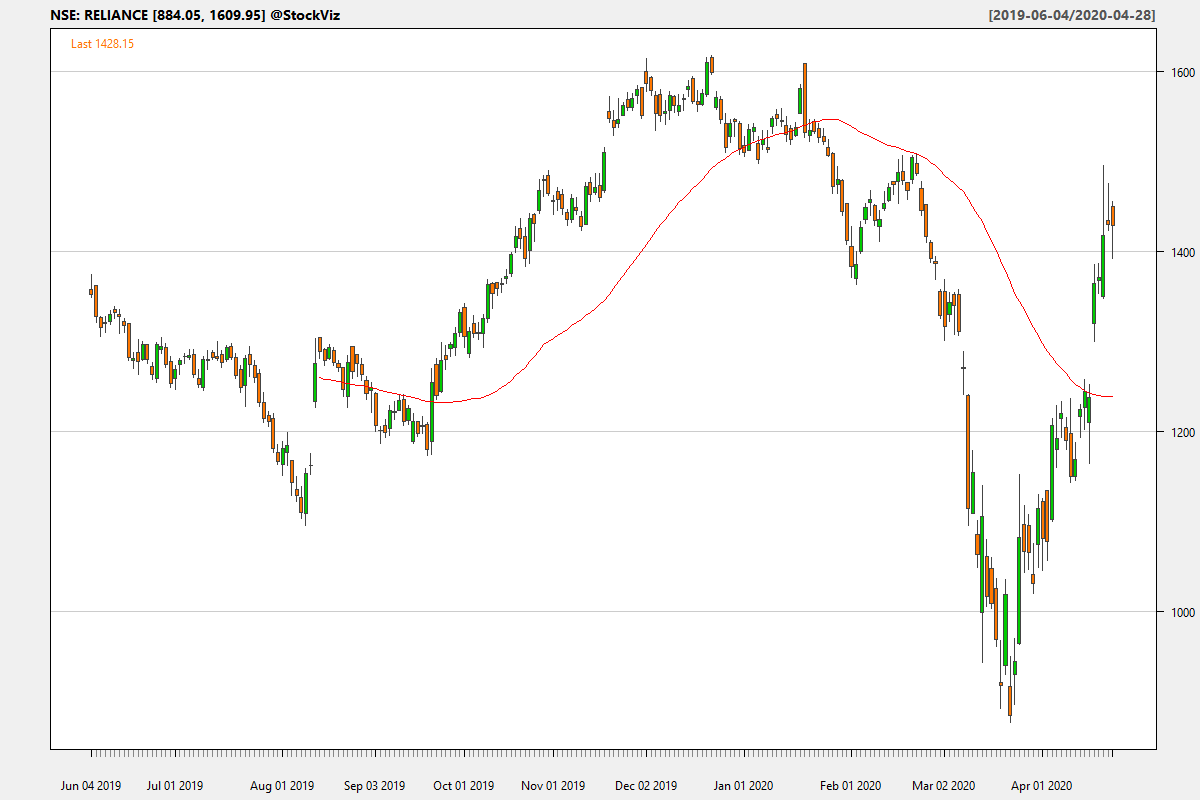 NSE: RELIANCE [884.05, 1609.95] @StockViz [2019-06-04/2020-04-28]
Last 1428.15
1600
1400
1200
1000
Jun 04 2019 Jul 01 2019 Aug 01 2019 Sep 03 2019 Oct 01 2019 Nov 01 2019 Dec 02 2019 Jan 01 2020 Feb 01 2020 Mar 02 2020 Apr 01 2020